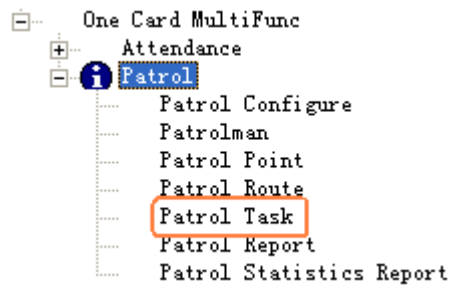 One Card MultiFunc
Attendance
Patrol
Patrol Configure
Patrolman
Patrol Point
Patrol Route
Patrol Task
Patrol Report
Patrol Statistics Report